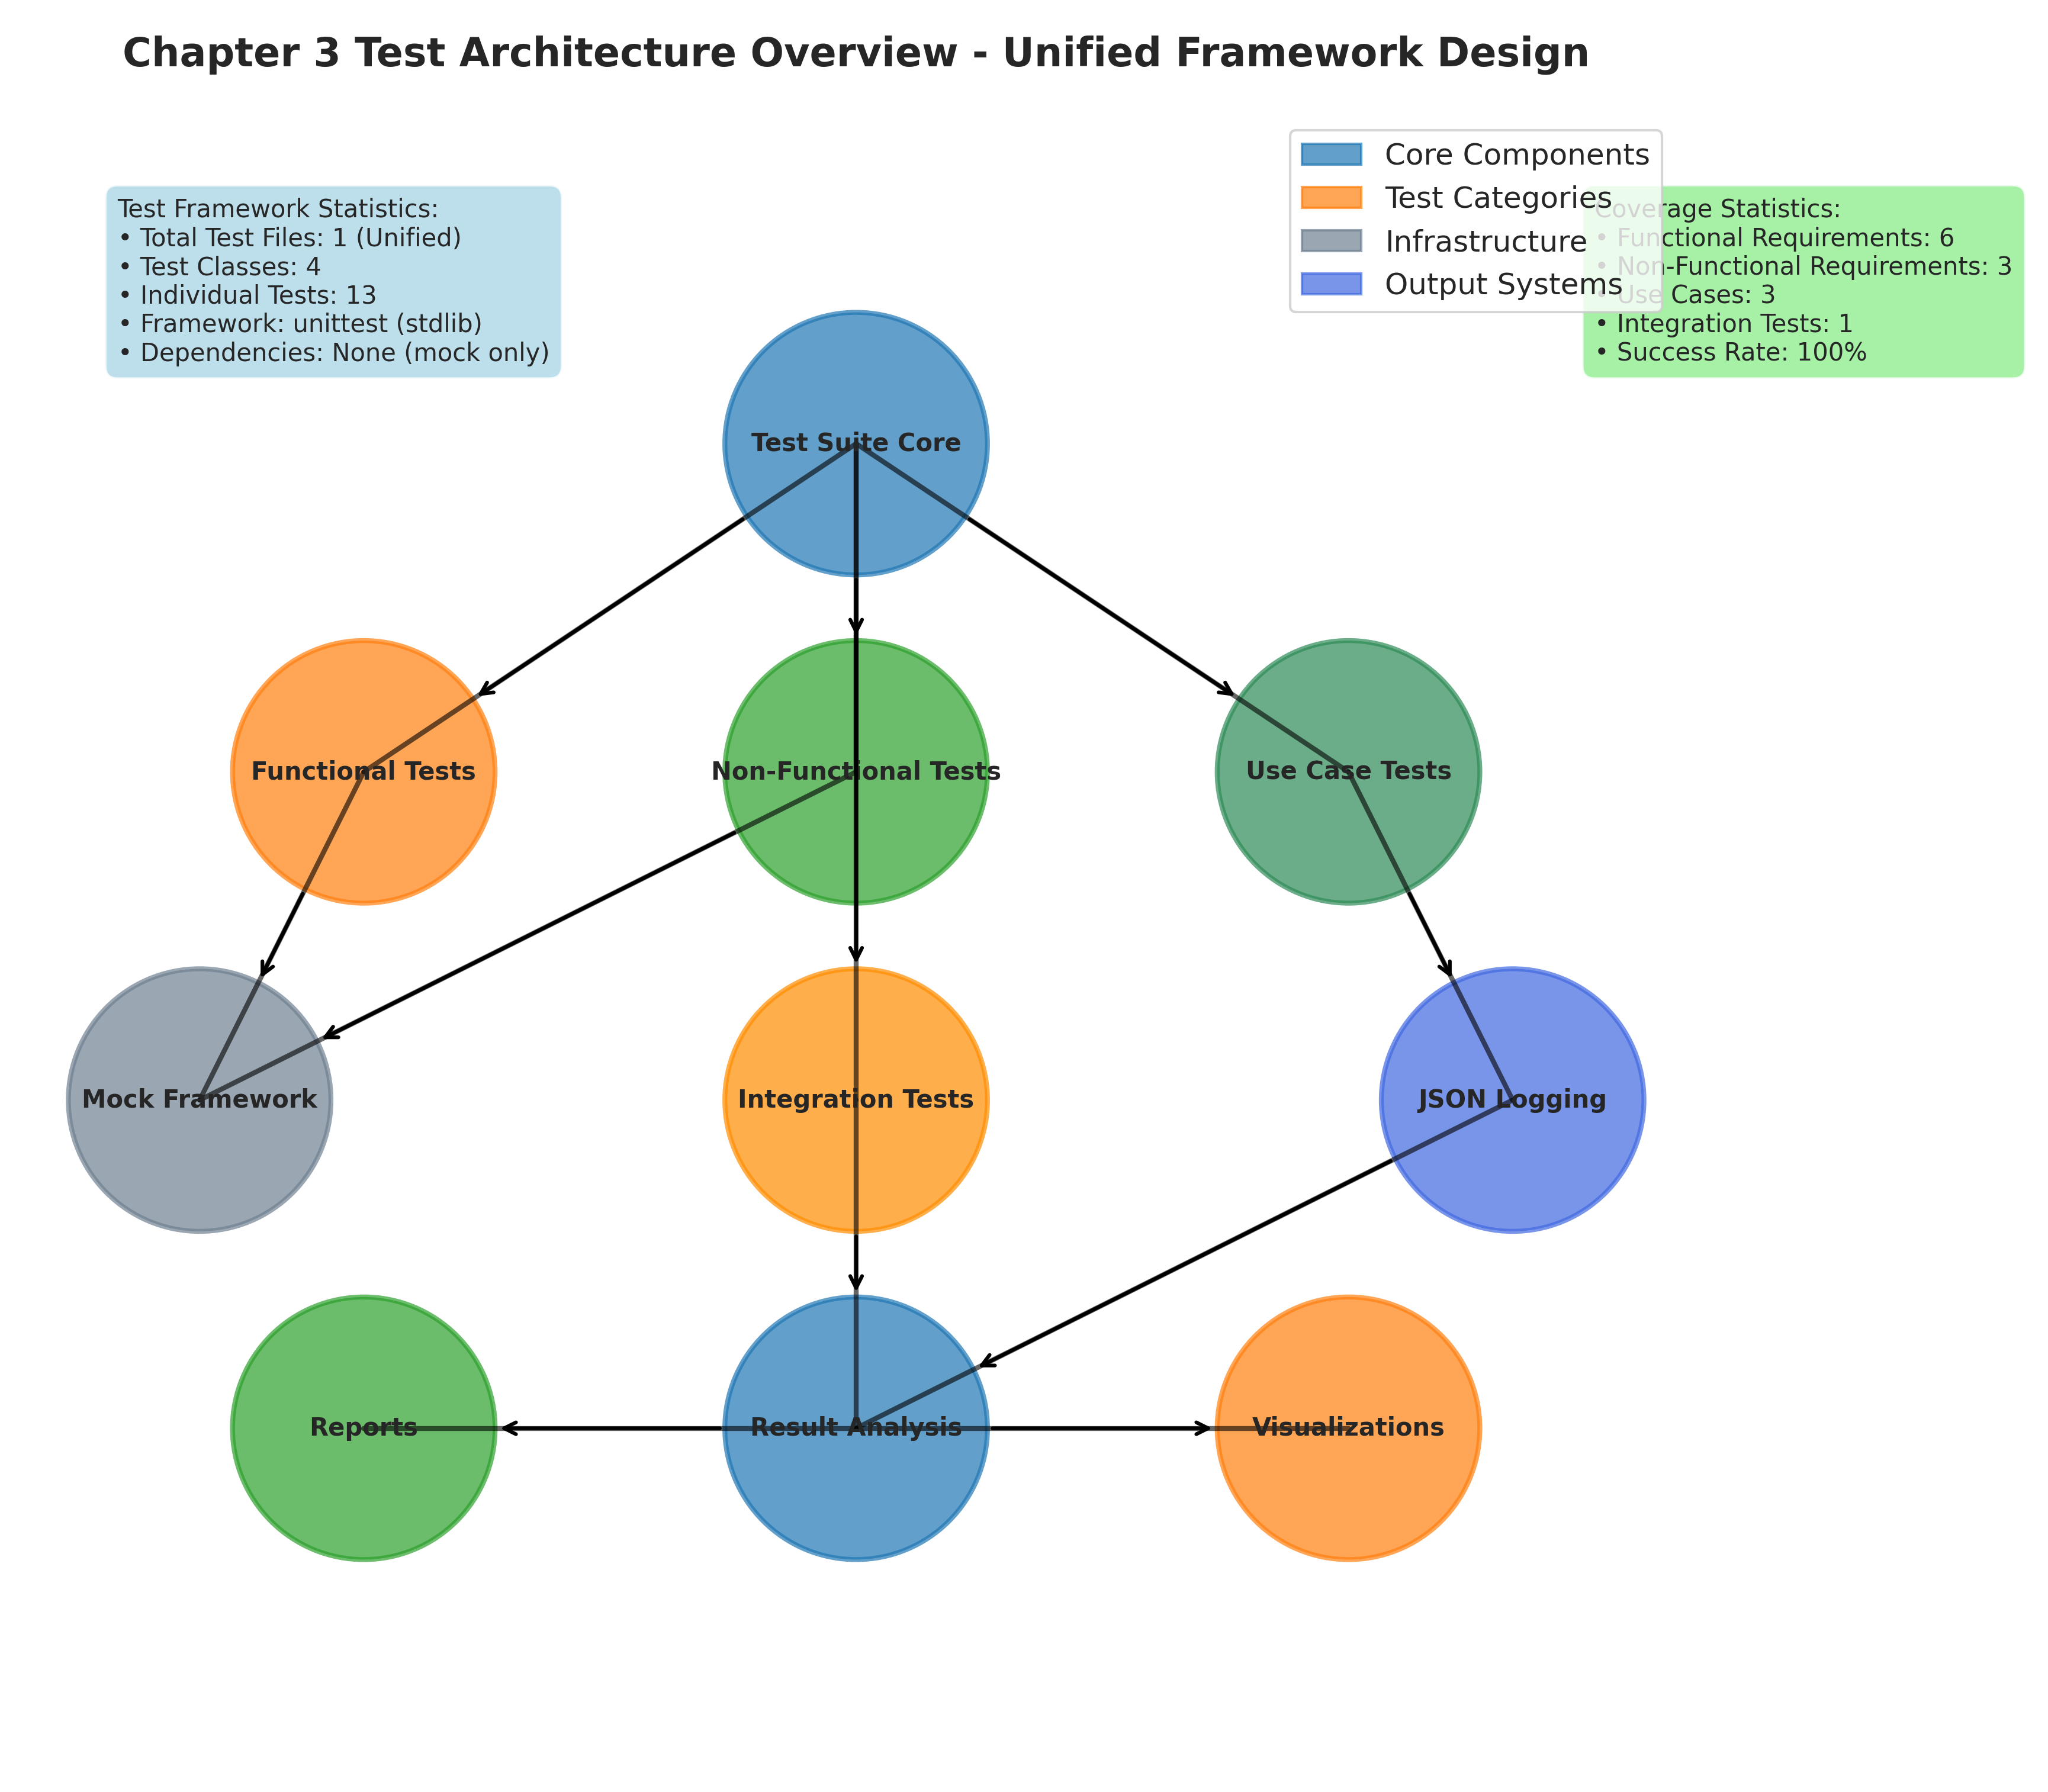 Chapter 3 Test Architecture Overview - Unified Framework Design
Core Components
Test Categories
Infrastructure
Output Systems
Test Framework Statistics:
• Total Test Files: 1 (Unified)
• Test Classes: 4
• Individual Tests: 13
• Framework: unittest (stdlib)
• Dependencies: None (mock only)
Coverage Statistics:
• Functional Requirements: 6
• Non-Functional Requirements: 3
• Use Cases: 3
• Integration Tests: 1
• Success Rate: 100%
Test Suite Core
Functional Tests
Non-Functional Tests
Use Case Tests
Mock Framework
Integration Tests
JSON Logging
Reports
Result Analysis
Visualizations